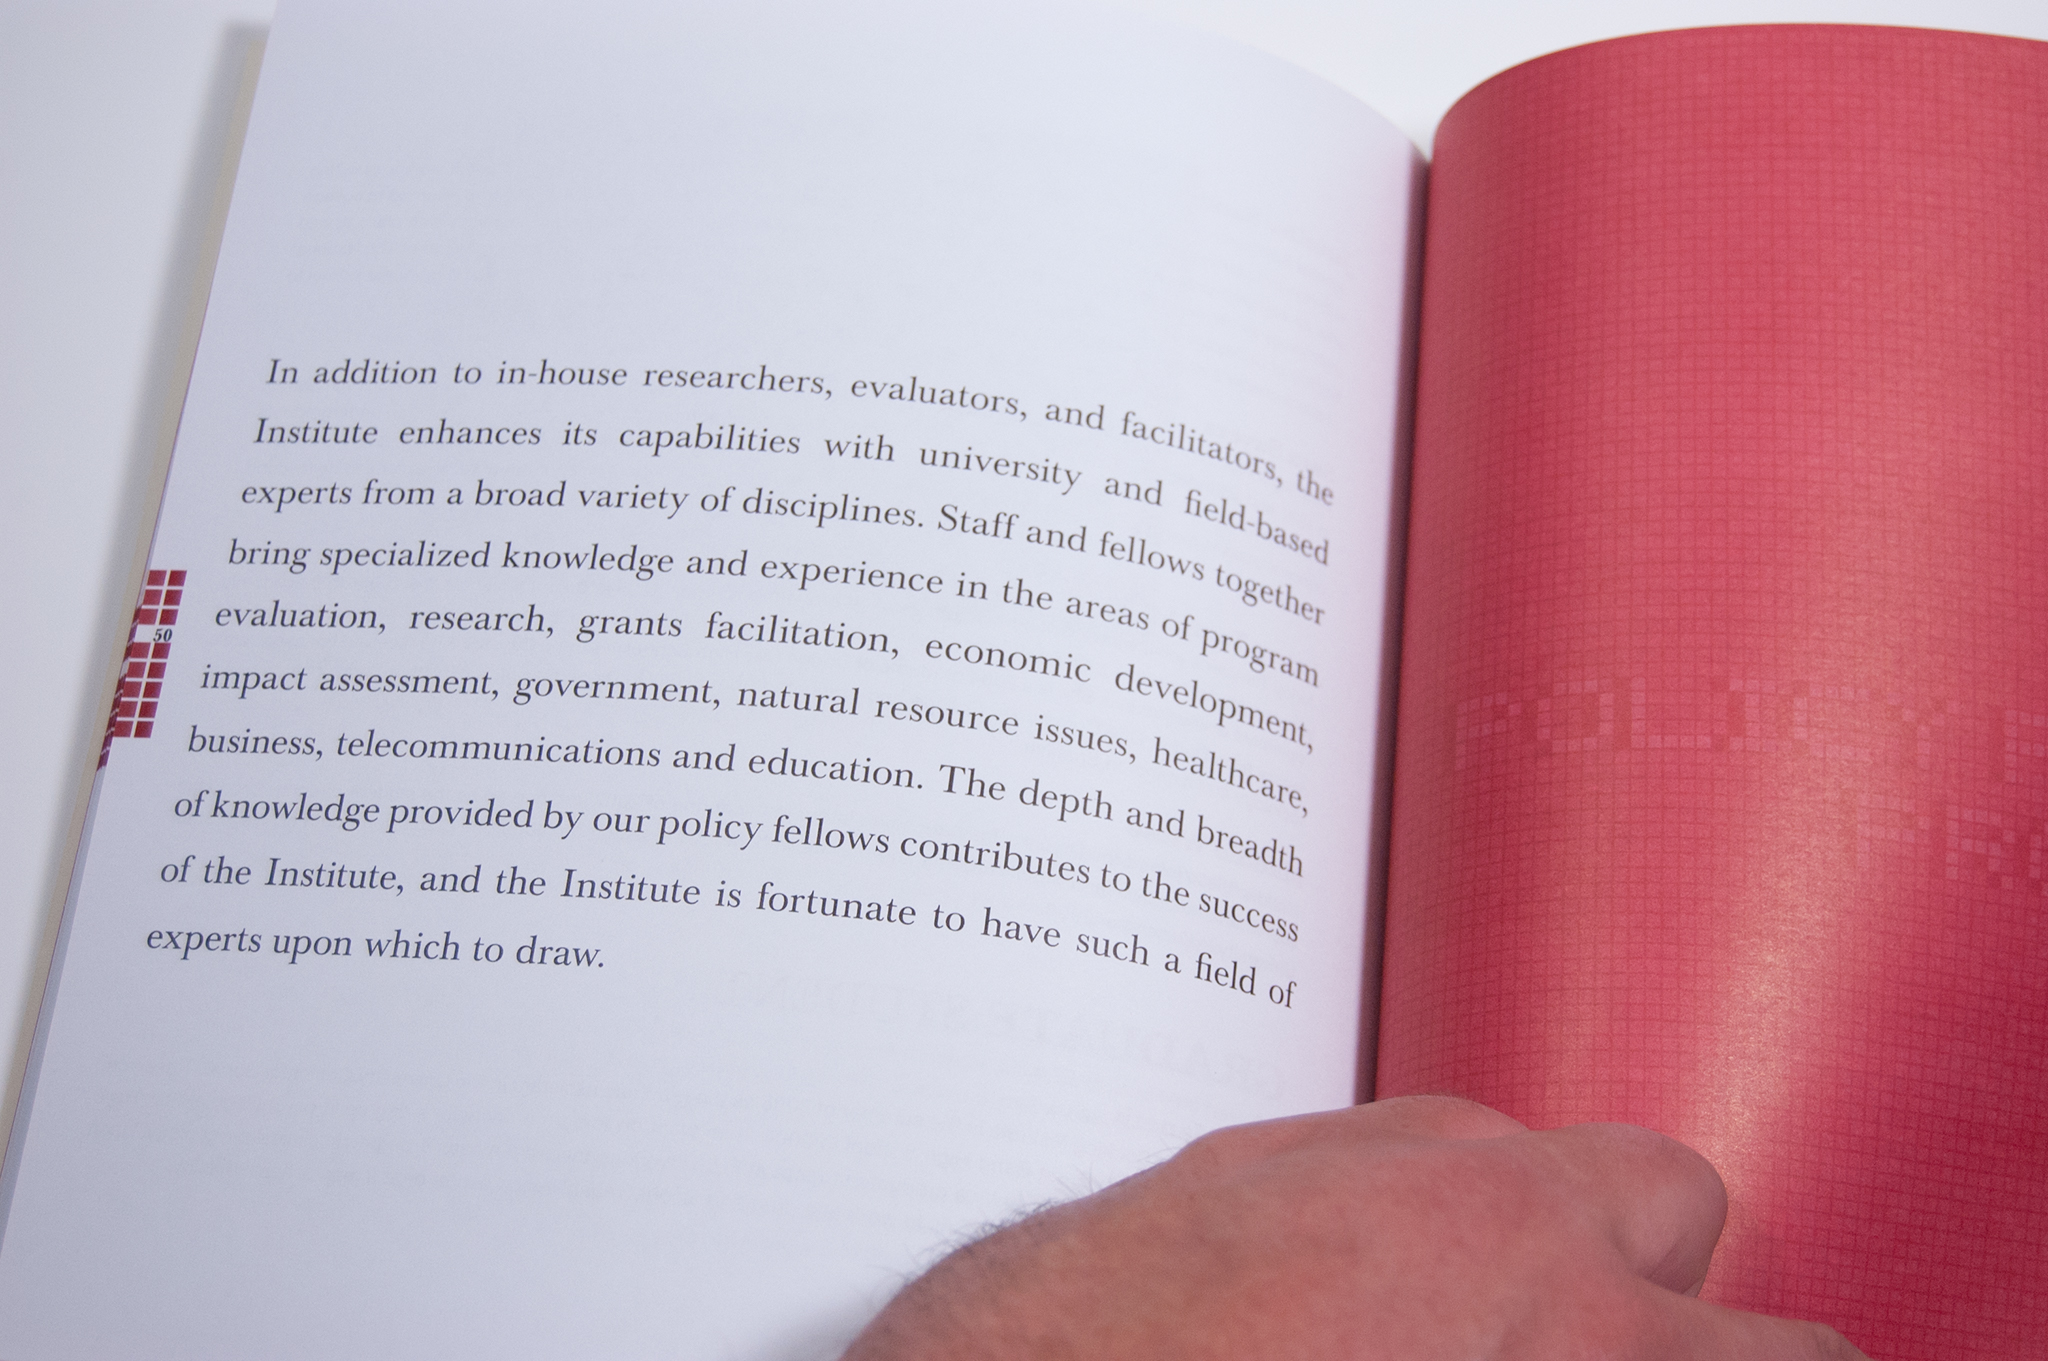 In addition to in-house researchers, evaluators, and facilitators, the
Institute enhances its capabilities with university and field-based
experts from a broad variety of disciplines. Staff and fellows together
bring specialized knowledge and experience in the areas of program
evaluation, research, grants facilitation, economic development,
impact assessment, government, natural resource issues, healthcare,
business, telecommunications and education. The depth and breadth
of knowledge provided by our policy fellows contributes to the success
of the Institute, and the Institute is fortunate to have such a field of
experts upon which to draw.
50